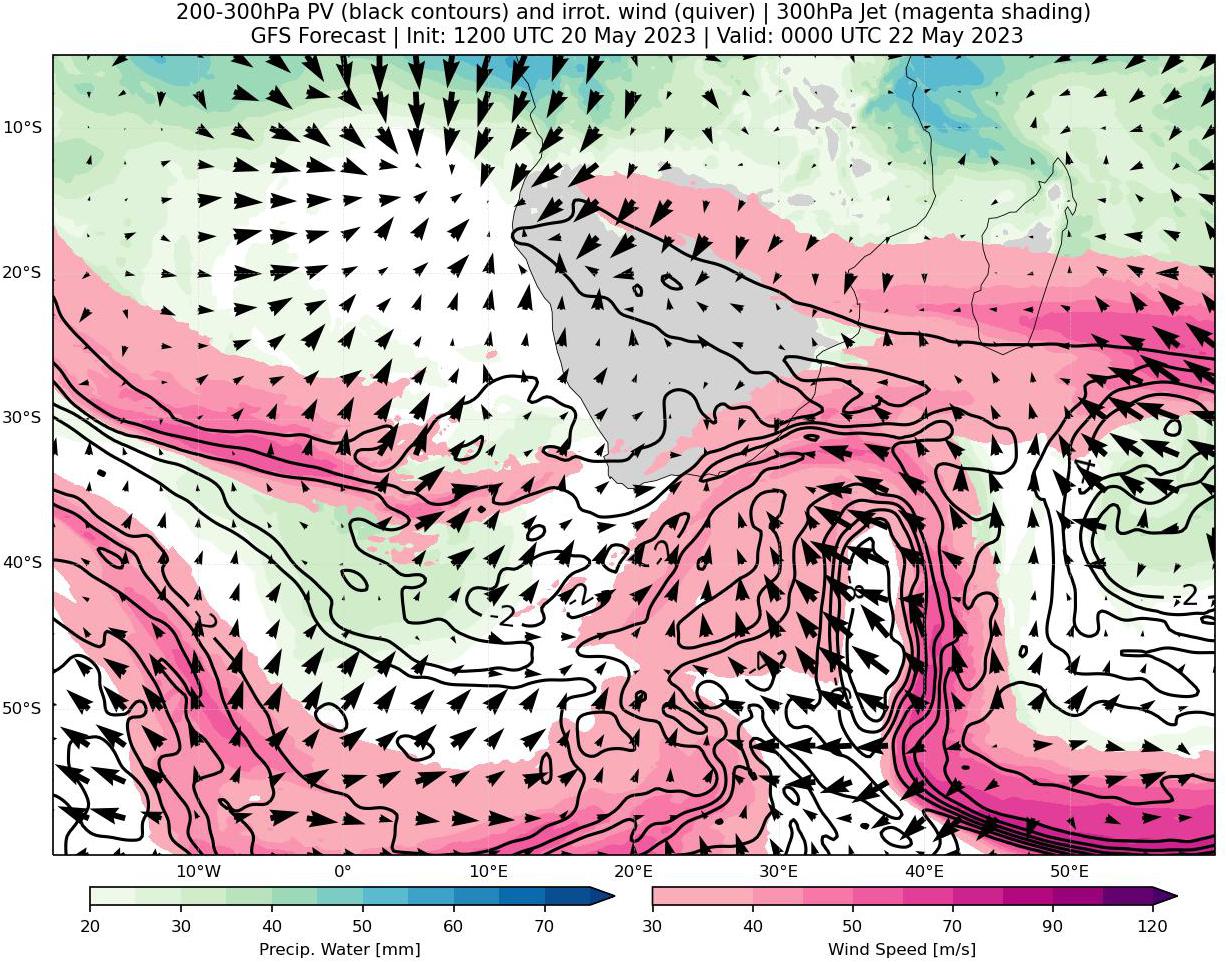 200-300hPa PV (black contours) and irrot. wind (quiver) | 300hPa Jet (magenta shading)
GFS Forecast | Init: 1200 UTC 20 May 2023 | Valid: 0000 UTC 22 May 2023
10°S
20°S
30°S
40°S
50°S
-2
-2
-2
10°W 0° 10°E 20°E 30°E 40°E 50°E
20 30 40 50 60 70
Precip. Water [mm]
30 40 50 70 90 120
Wind Speed [m/s]